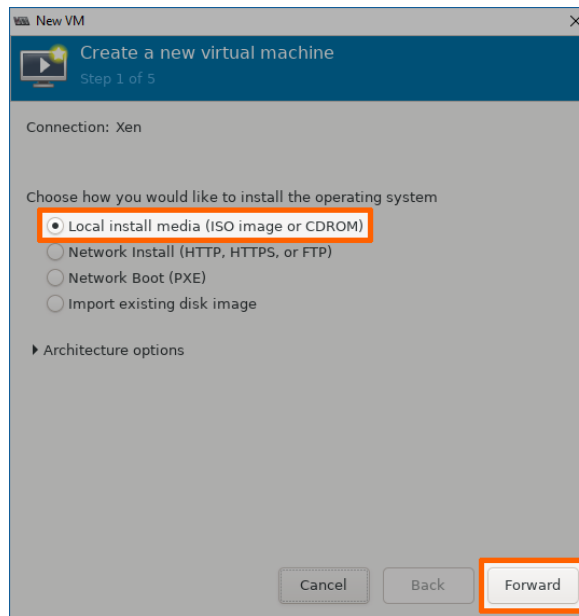 New VM
Create a new virtual machine
Step 1 of 5
Connection: Xen
Choose how you would like to install the operating system
Local install media (ISO image or CDROM)
Network Install (HTTP, HTTPS, or FTP)
Network Boot (PXE)
Import existing disk image
Architecture options
Cancel Back Forward